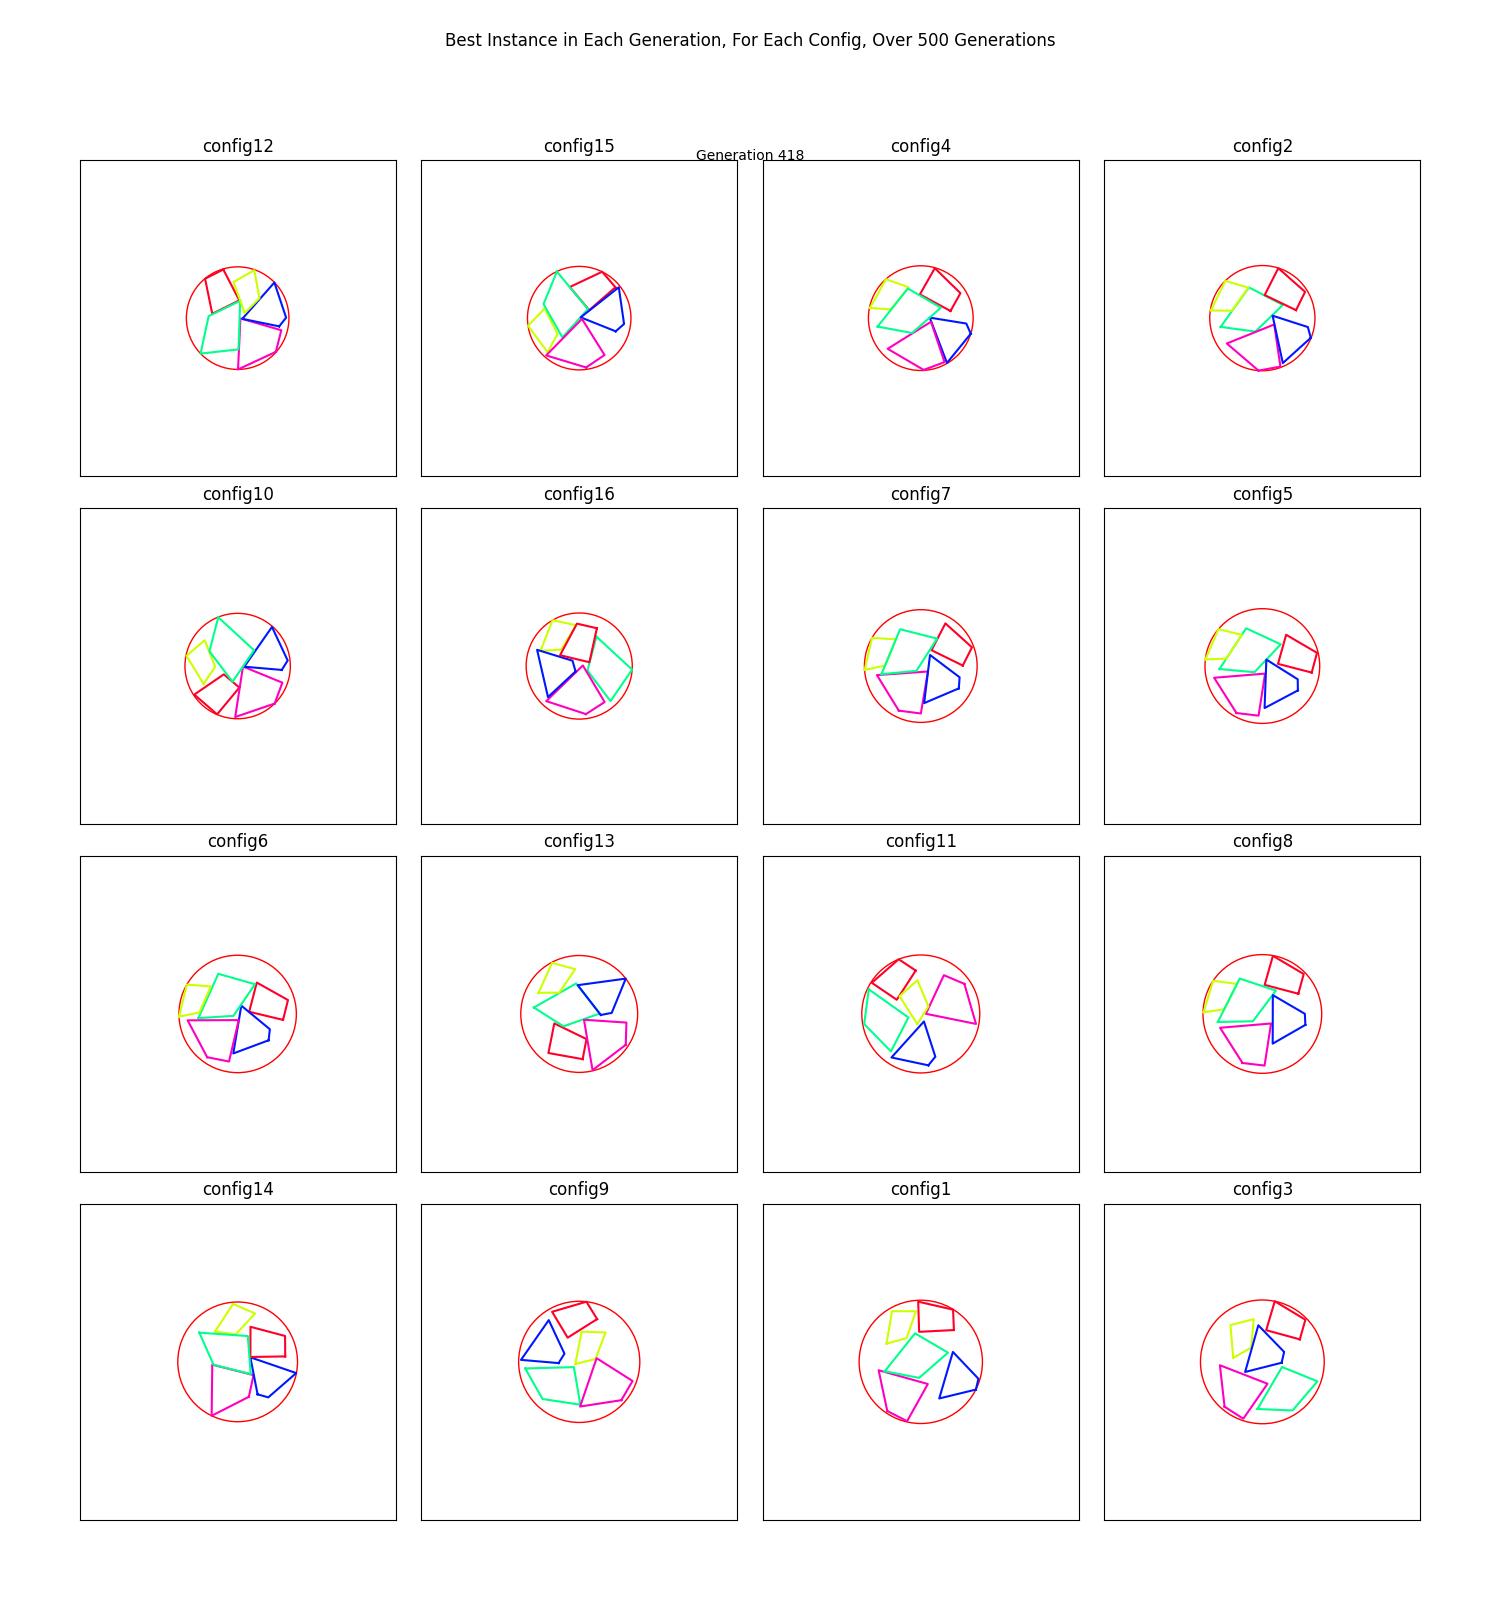 Best Instance in Each Generation, For Each Config, Over 500 Generations
Generation 418
config12
config15
config4
config2
config10
config16
config7
config5
config6
config13
config11
config8
config14
config9
config1
config3